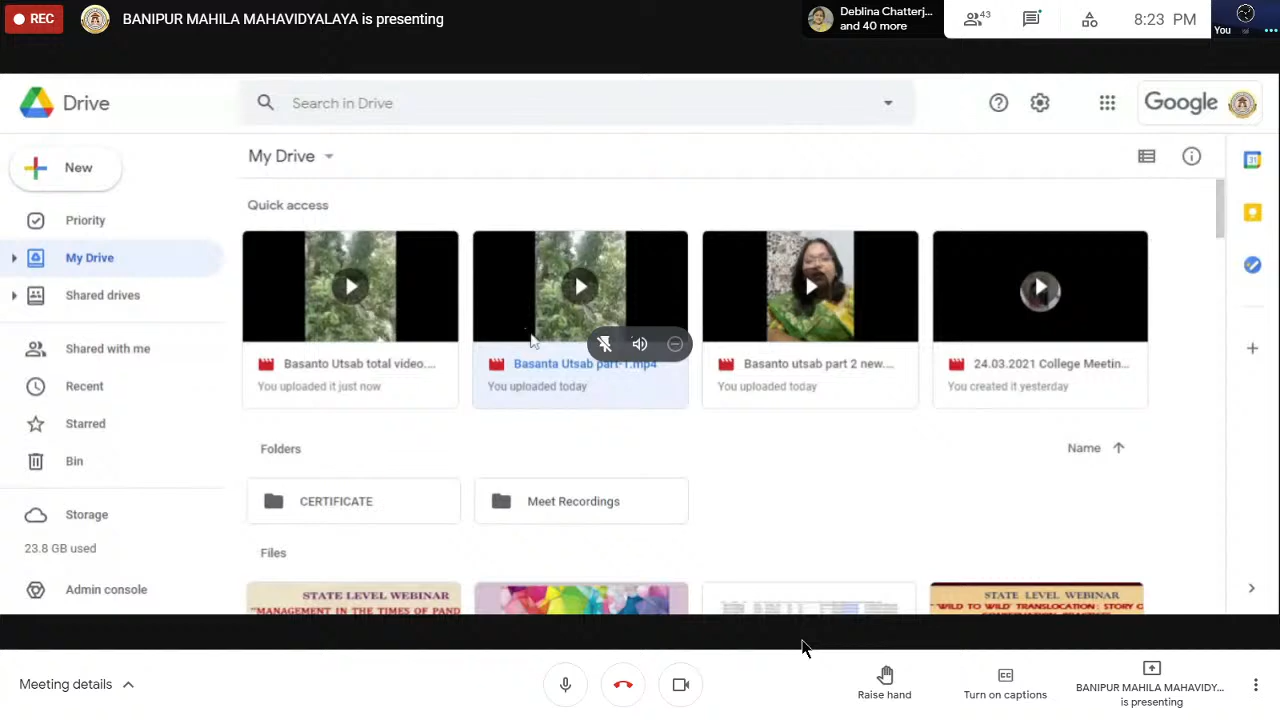 REC
BANIPUR MAHILA MAHAVIDYALAYA is presenting
Deblina Chatterj...
and 40 more
43
8:23 PM
You
Drive
Search in Drive
Google
New
My Drive
Priority
My Drive
Shared drives
Shared with me
Recent
Starred
Bin
Storage
23.8 GB used
Admin console
Quick access
Basanto Utsab total video....
You uploaded it just now
Basanta Utsab part-1.mp4
You uploaded today
Basanto utsab part 2 new....
You uploaded today
24.03.2021 College Meetin...
You created it yesterday
Folders
Name
CERTIFICATE
Meet Recordings
Files
STATE LEVEL WEBINAR
"MANAGEMENT IN THE TIMES OF PAND
STATE LEVEL WEBINAR
"WILD TO WILD' TRANSLOCATION : STORY
31
Meeting details
Raise hand
CC
Turn on captions
BANIPUR MAHILA MAHAVIDY...
is presenting